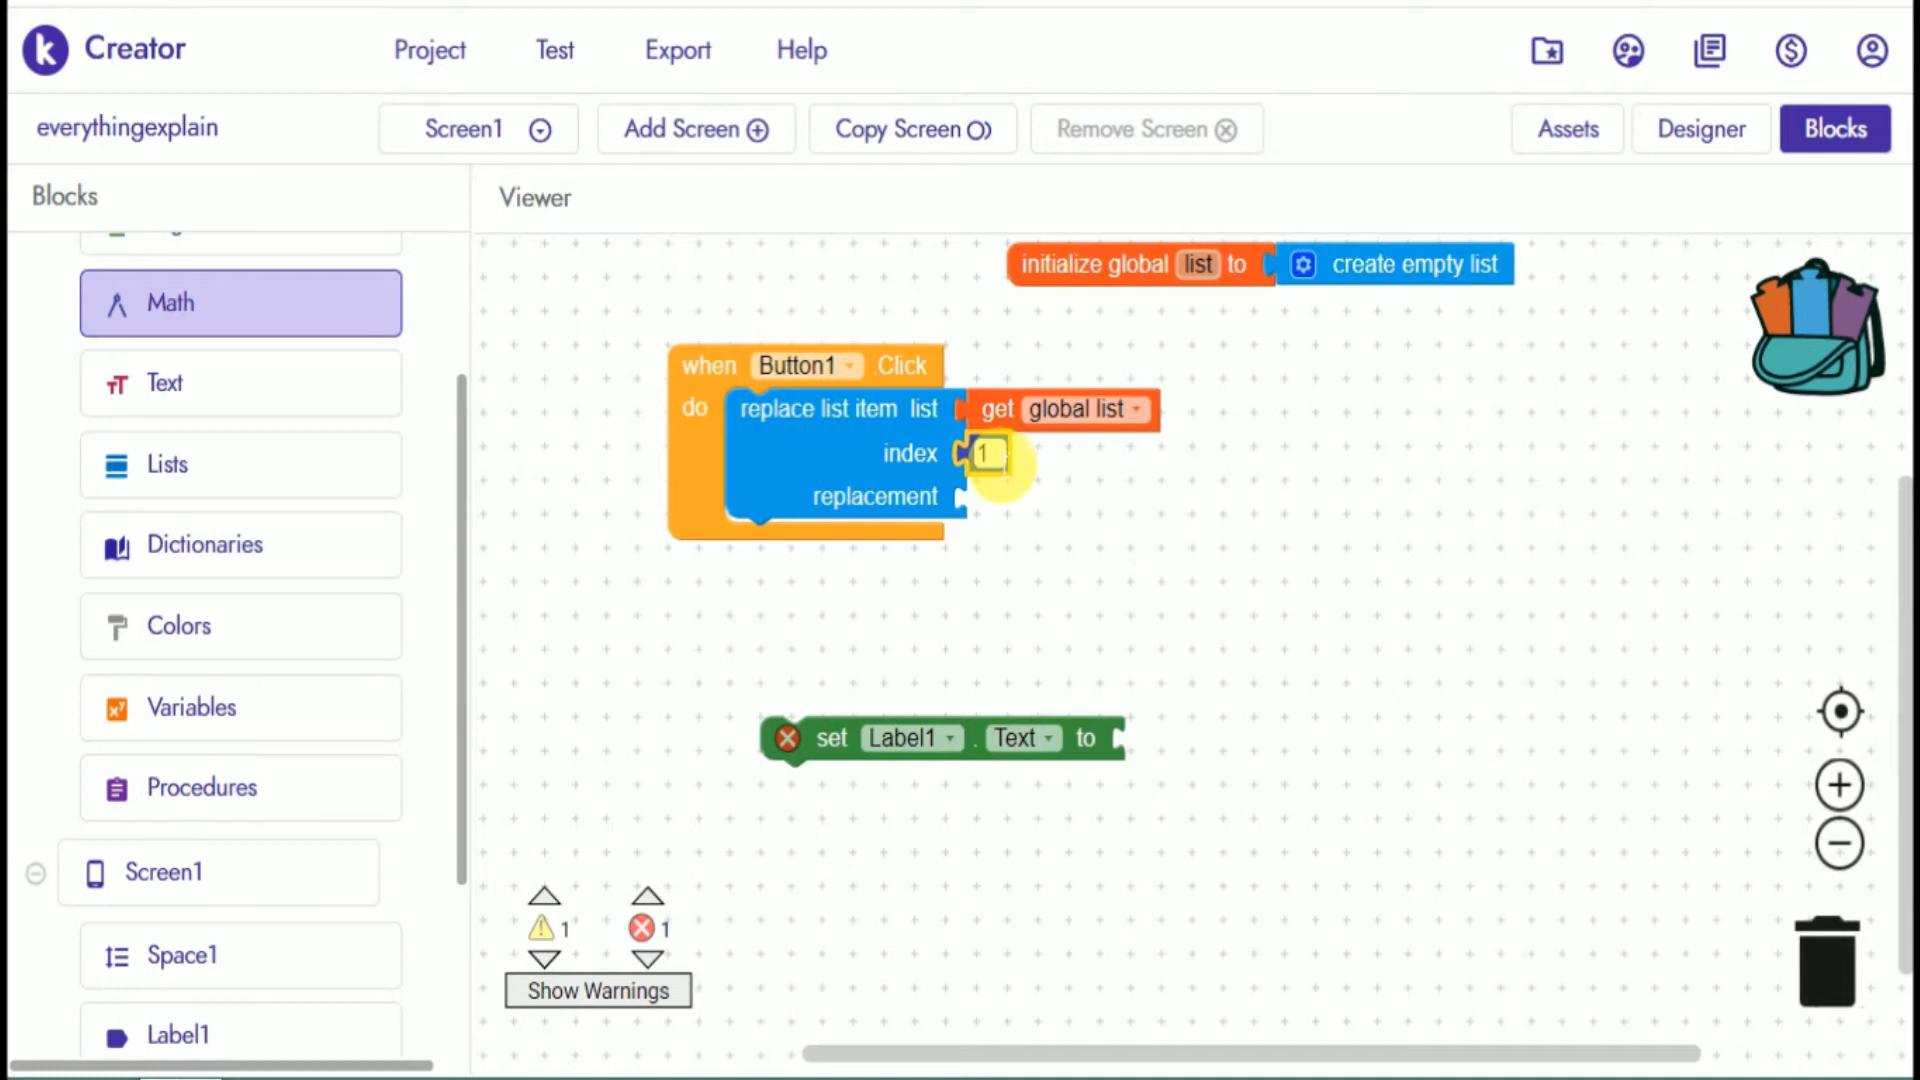 k Creator Project Test Export Help
everythingexplain Screen1 Add Screen Copy Screen Remove Screen Assets Designer Blocks
Blocks Viewer
Math
Text
Lists
Dictionaries
Colors
Variables
Procedures
Screen1
Space1
Label1
initialize global list to create empty list
when Button1 .Click
do replace list item list get global list
index 1
replacement
set Label1 . Text to
1 1
Show Warnings